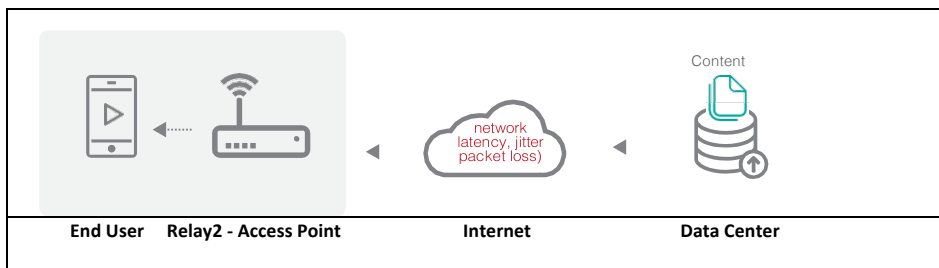 Content
network
latency, jitter
packet loss)
End User Relay2 - Access Point Internet Data Center